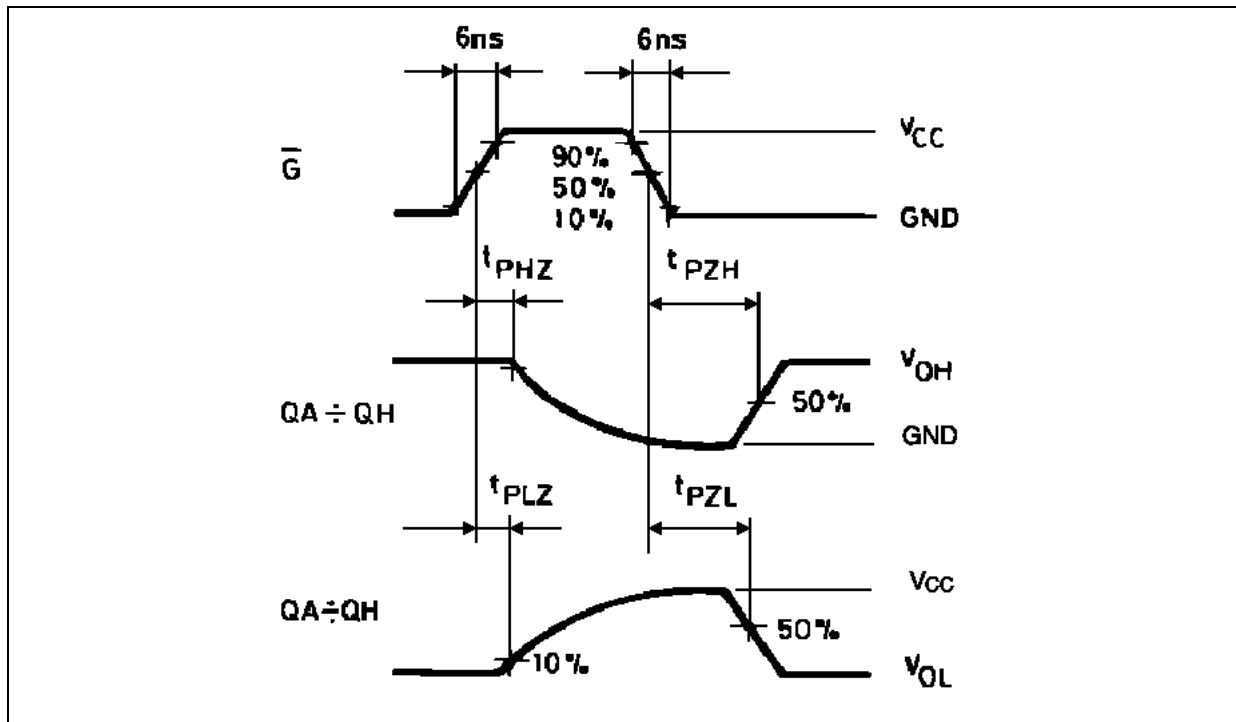 6ns 6ns
G̅
90%
50%
10%
VCC
GND
tPHZ tPZH
QA ÷ QH
VOH
50%
GND
tPLZ tPZL
QA÷QH
10%
50%
VCC
VOL